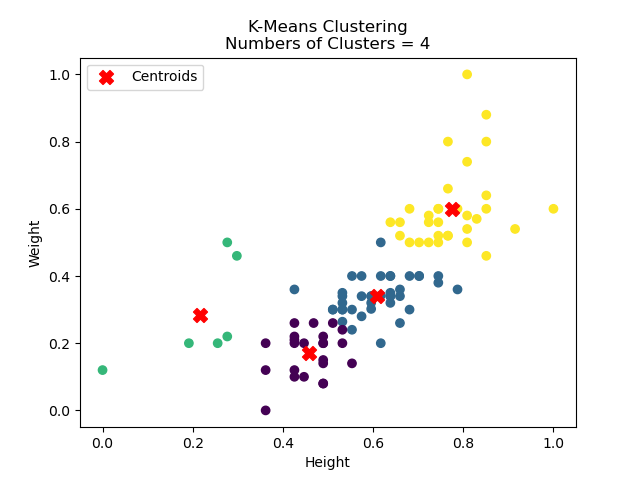 K-Means Clustering
Numbers of Clusters = 4
Centroids
Weight
1.0
0.8
0.6
0.4
0.2
0.0
0.0 0.2 0.4 0.6 0.8 1.0
Height